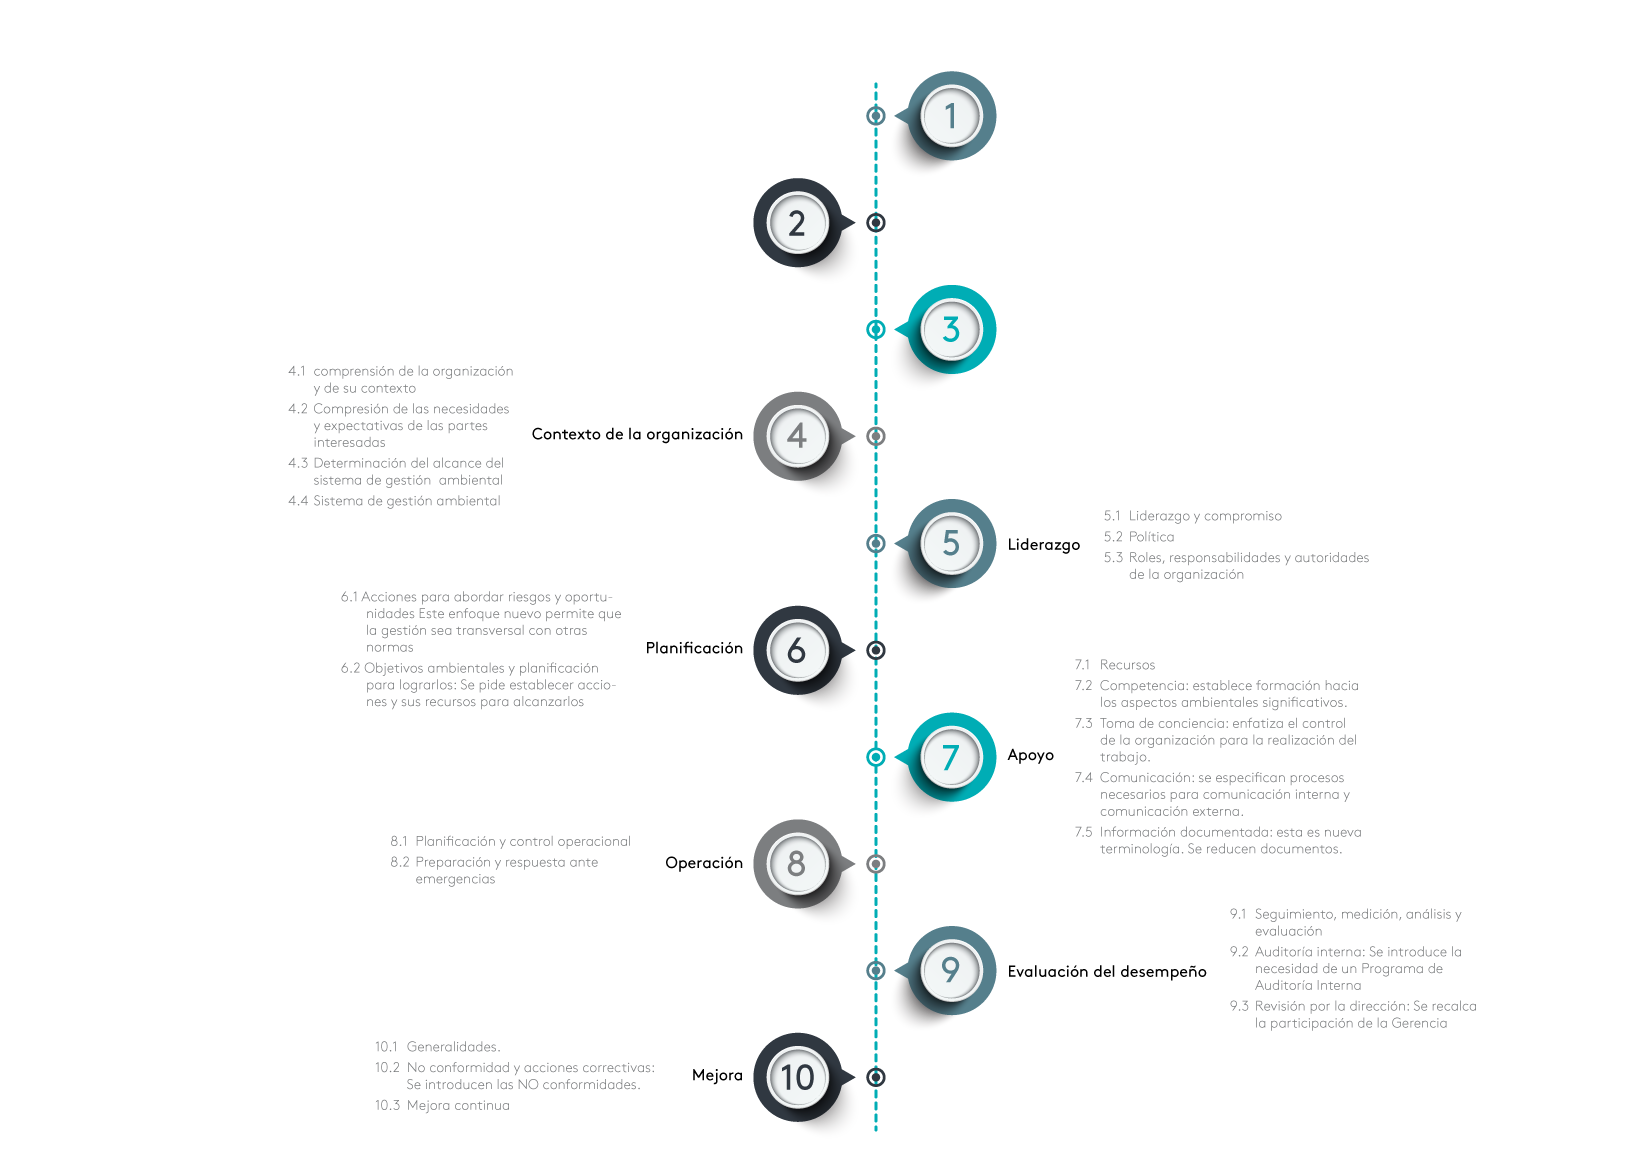 1
2
3
4.1 comprensión de la organización
y de su contexto
4.2 Compresión de las necesidades
y expectativas de las partes
interesadas
4.3 Determinación del alcance del
sistema de gestión ambiental
4.4 Sistema de gestión ambiental
Contexto de la organización
4
5
Liderazgo
5.1 Liderazgo y compromiso
5.2 Política
5.3 Roles, responsabilidades y autoridades
de la organización
6.1 Acciones para abordar riesgos y oportu-
nidades Este enfoque nuevo permite que
la gestión sea transversal con otras
normas
6.2 Objetivos ambientales y planificación
para lograrlos: Se pide establecer accio-
nes y sus recursos para alcanzarlos
Planificación
6
7
Apoyo
7.1 Recursos
7.2 Competencia: establece formación hacia
los aspectos ambientales significativos.
7.3 Toma de conciencia: enfatiza el control
de la organización para la realización del
trabajo.
7.4 Comunicación: se especifican procesos
necesarios para comunicación interna y
comunicación externa.
7.5 Información documentada: esta es nueva
terminología. Se reducen documentos.
8.1 Planificación y control operacional
8.2 Preparación y respuesta ante
emergencias
Operación
8
9
Evaluación del desempeño
9.1 Seguimiento, medición, análisis y
evaluación
9.2 Auditoría interna: Se introduce la
necesidad de un Programa de
Auditoría Interna
9.3 Revisión por la dirección: Se recalca
la participación de la Gerencia
10.1 Generalidades.
10.2 No conformidad y acciones correctivas:
Se introducen las NO conformidades.
10.3 Mejora continua
Mejora
10